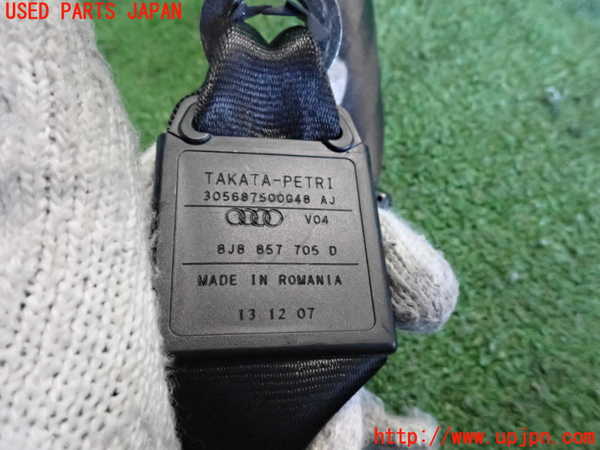 USED PARTS JAPAN
TAKATA-PETRI
305687500048 AJ
V04
8J8 857 705 D
MADE IN ROMANIA
13 12 07
http://www.upjpn.com/